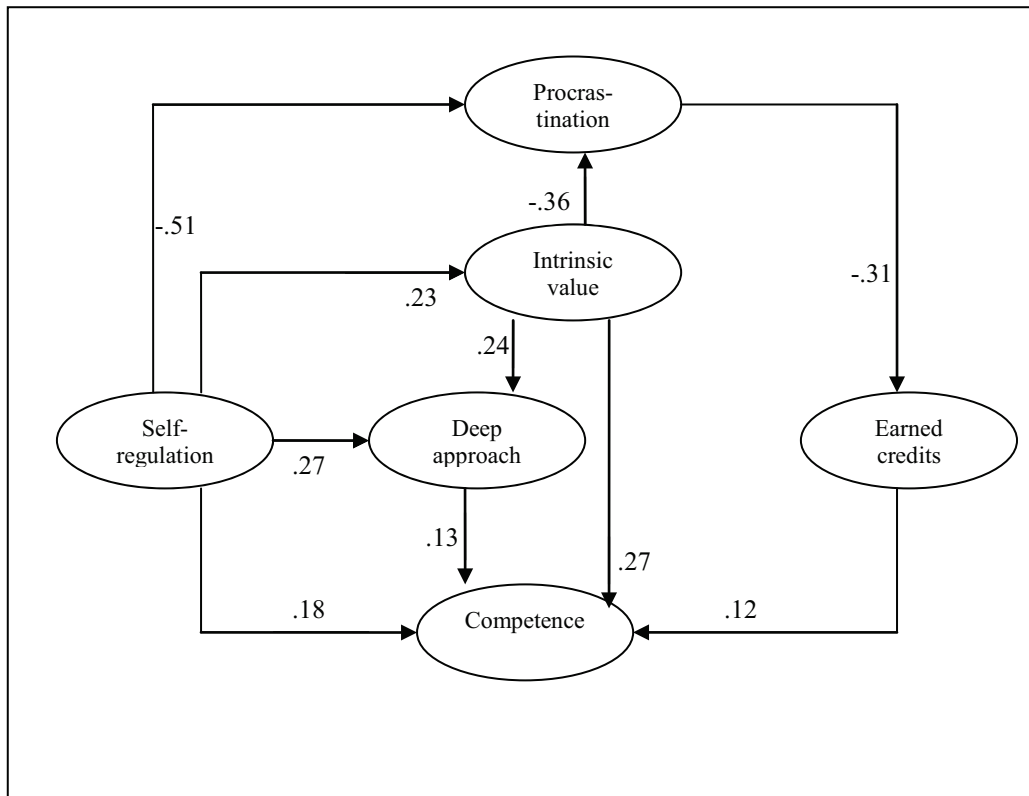 Procras-
tination
-.36
-.51
Intrinsic
value
-.31
.23
.24
Self-
regulation
Deep
approach
Earned
credits
.27
.13
.27
.18
Competence
.12